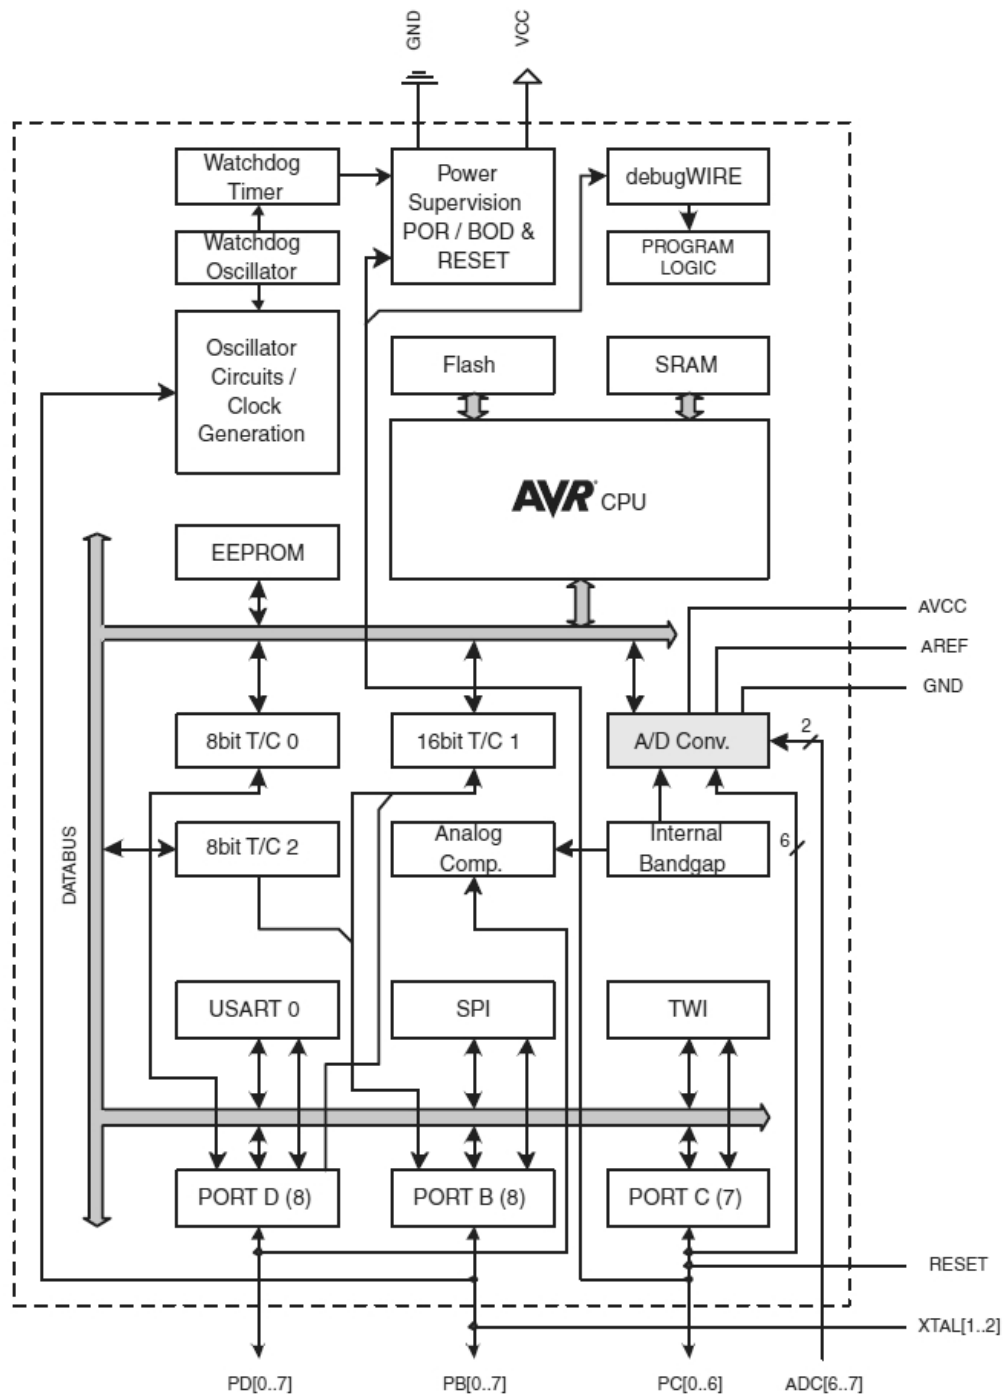 GND
VCC
Watchdog
Timer
Power
Supervision
POR / BOD &
RESET
debugWIRE
Watchdog
Oscillator
PROGRAM
LOGIC
Oscillator
Circuits /
Clock
Generation
Flash
SRAM
AVR CPU
EEPROM
AVCC
AREF
GND
8bit T/C 0
16bit T/C 1
A/D Conv.
2
8bit T/C 2
Analog
Comp.
Internal
Bandgap
6
DATABUS
USART 0
SPI
TWI
PORT D (8)
PORT B (8)
PORT C (7)
RESET
XTAL[1..2]
PD[0..7]
PB[0..7]
PC[0..6]
ADC[6..7]